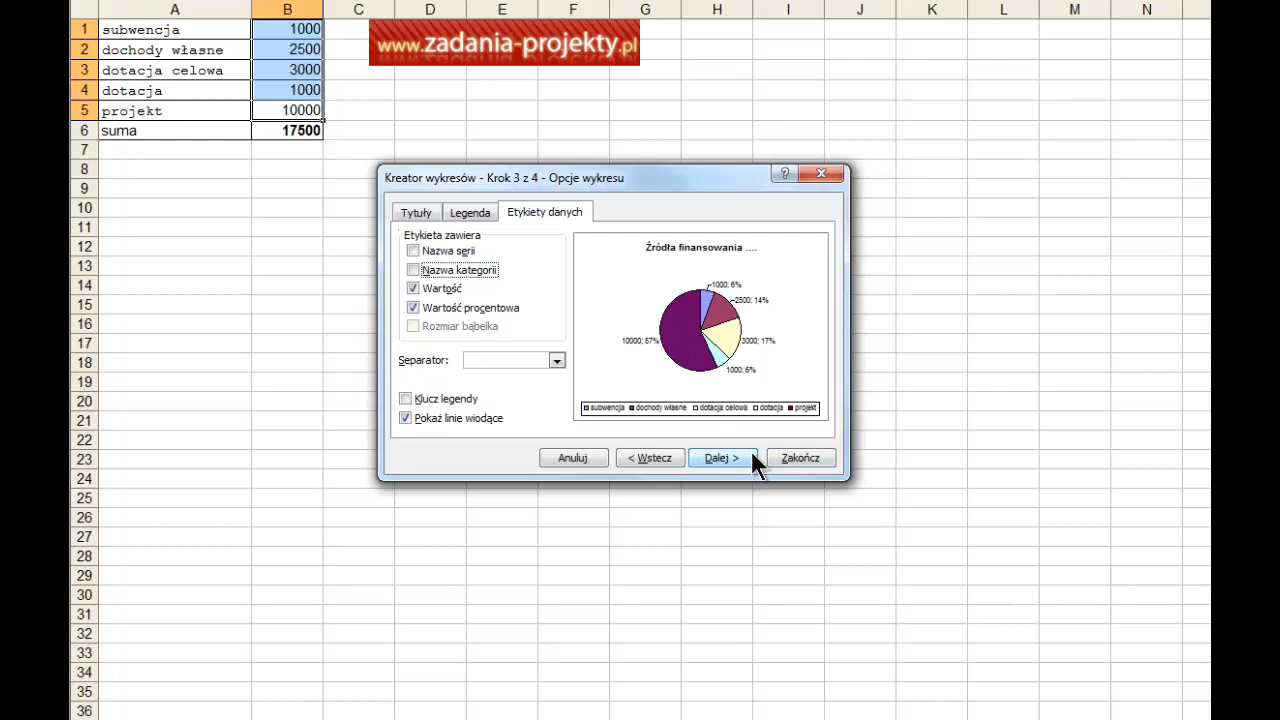 A B C D E F G H I J K L M N
1 subwencja 1000
2 dochody własne 2500
3 dotacja celowa 3000
4 dotacja 1000
5 projekt 10000
6 suma 17500
www.zadania-projekty.pl
7
8
9
10
11
12
13
14
15
16
17
18
19
20
21
22
23
24
25
26
27
28
29
30
31
32
33
34
35
36
Kreator wykresów - Krok 3 z 4 - Opcje wykresu
Tytuły Legenda Etykiety danych
Etykieta zawiera
Nazwa serii
Nazwa kategorii
Wartość
Wartość procentowa
Rozmiar bąbelka
Separator:
Klucz legendy
Pokaż linie wiodące
Źródła finansowania ....
1000; 6%
2500; 14%
10000; 57%
3000; 17%
1000; 6%
subwencja dochody własne dotacja celowa dotacja projekt
Anuluj < Wstecz Dalej > Zakończ